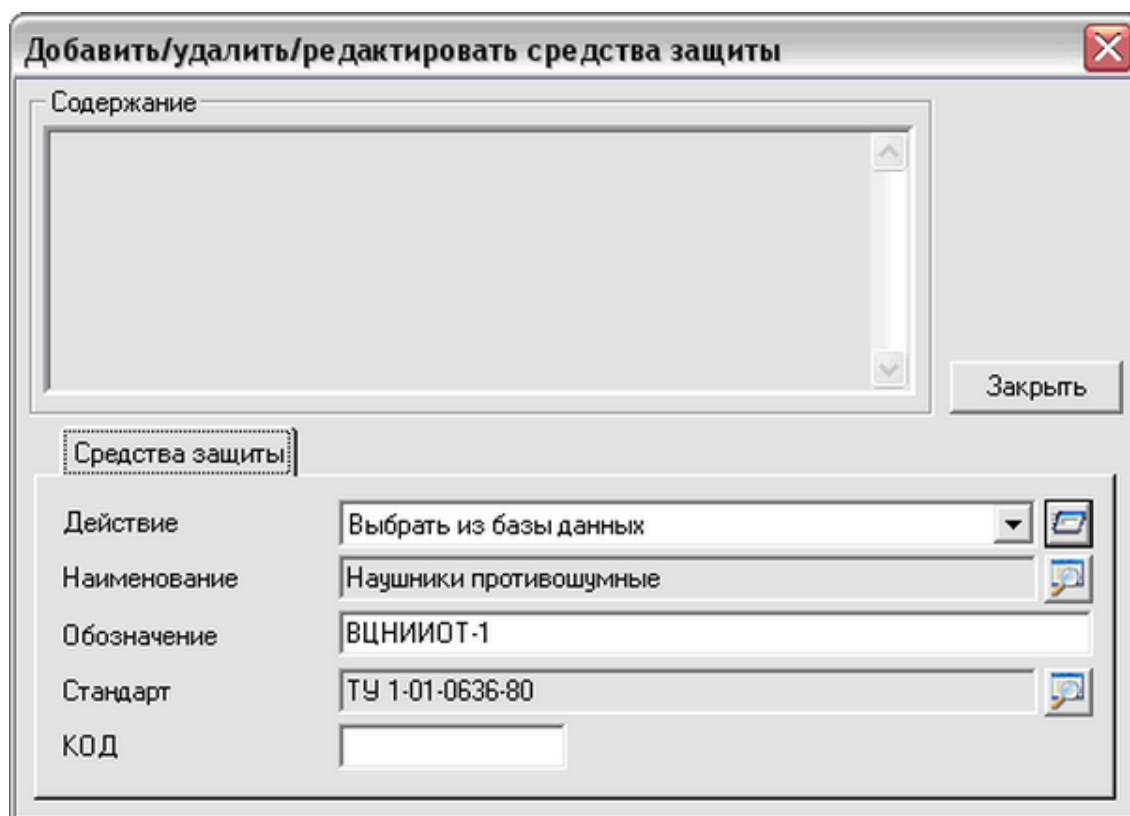 Добавить/удалить/редактировать средства защиты
Содержание
Закрыть
Средства защиты
Действие Выбрать из базы данных
Наименование Наушники противошумные
Обозначение ВЦНИИОТ-1
Стандарт ТУ 1-01-0636-80
КОД